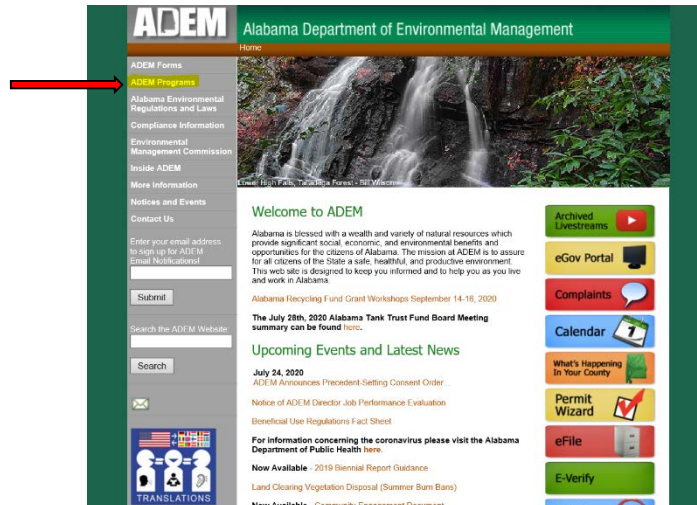 ADEM
Alabama Department of Environmental Management
Home
ADEM Forms
ADEM Programs
Alabama Environmental
Regulations and Laws
Compliance Information
Environmental
Management Commission
Inside ADEM
More Information
Notices and Events
Contact Us
Enter your email address
to sign up for ADEM
Email Notifications!
Submit
Search the ADEM Website:
Search
TRANSLATIONS
Lower High Falls, Talladega Forest - Bill Wilson
Welcome to ADEM
Alabama is blessed with a wealth and variety of natural resources which
provide significant social, economic, and environmental benefits and
opportunities for the citizens of Alabama. The mission at ADEM is to assure
for all citizens of the State a safe, healthful, and productive environment.
This web site is designed to keep you informed and to help you as you live
and work in Alabama.
Alabama Recycling Fund Grant Workshops September 14-16, 2020
The July 28th, 2020 Alabama Tank Trust Fund Board Meeting
summary can be found here.
Upcoming Events and Latest News
July 24, 2020
ADEM Announces Precedent-Setting Consent Order...
Notice of ADEM Director Job Performance Evaluation
Beneficial Use Regulations Fact Sheet
For information concerning the coronavirus please visit the Alabama
Department of Public Health here.
Now Available - 2019 Biennial Report Guidance
Land Clearing Vegetation Disposal (Summer Burn Bans)
Now Available - Community Engagement Document
Archived
Livestreams
eGov Portal
Complaints
Calendar
What's Happening
In Your County
Permit
Wizard
eFile
E-Verify